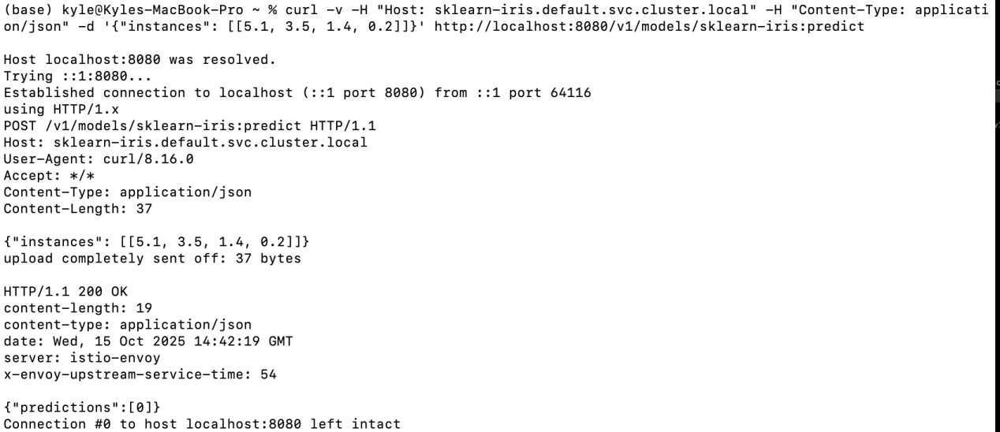 (base) kyle@Kyles-MacBook-Pro ~ % curl -v -H "Host: sklearn-iris.default.svc.cluster.local" -H "Content-Type: applicati
on/json" -d '{"instances": [[5.1, 3.5, 1.4, 0.2]]}' http://localhost:8080/v1/models/sklearn-iris:predict

Host localhost:8080 was resolved.
Trying ::1:8080...
Established connection to localhost (::1 port 8080) from ::1 port 64116
using HTTP/1.x
POST /v1/models/sklearn-iris:predict HTTP/1.1
Host: sklearn-iris.default.svc.cluster.local
User-Agent: curl/8.16.0
Accept: */*
Content-Type: application/json
Content-Length: 37

{"instances": [[5.1, 3.5, 1.4, 0.2]]}
upload completely sent off: 37 bytes

HTTP/1.1 200 OK
content-length: 19
content-type: application/json
date: Wed, 15 Oct 2025 14:42:19 GMT
server: istio-envoy
x-envoy-upstream-service-time: 54

{"predictions":[0]}
Connection #0 to host localhost:8080 left intact